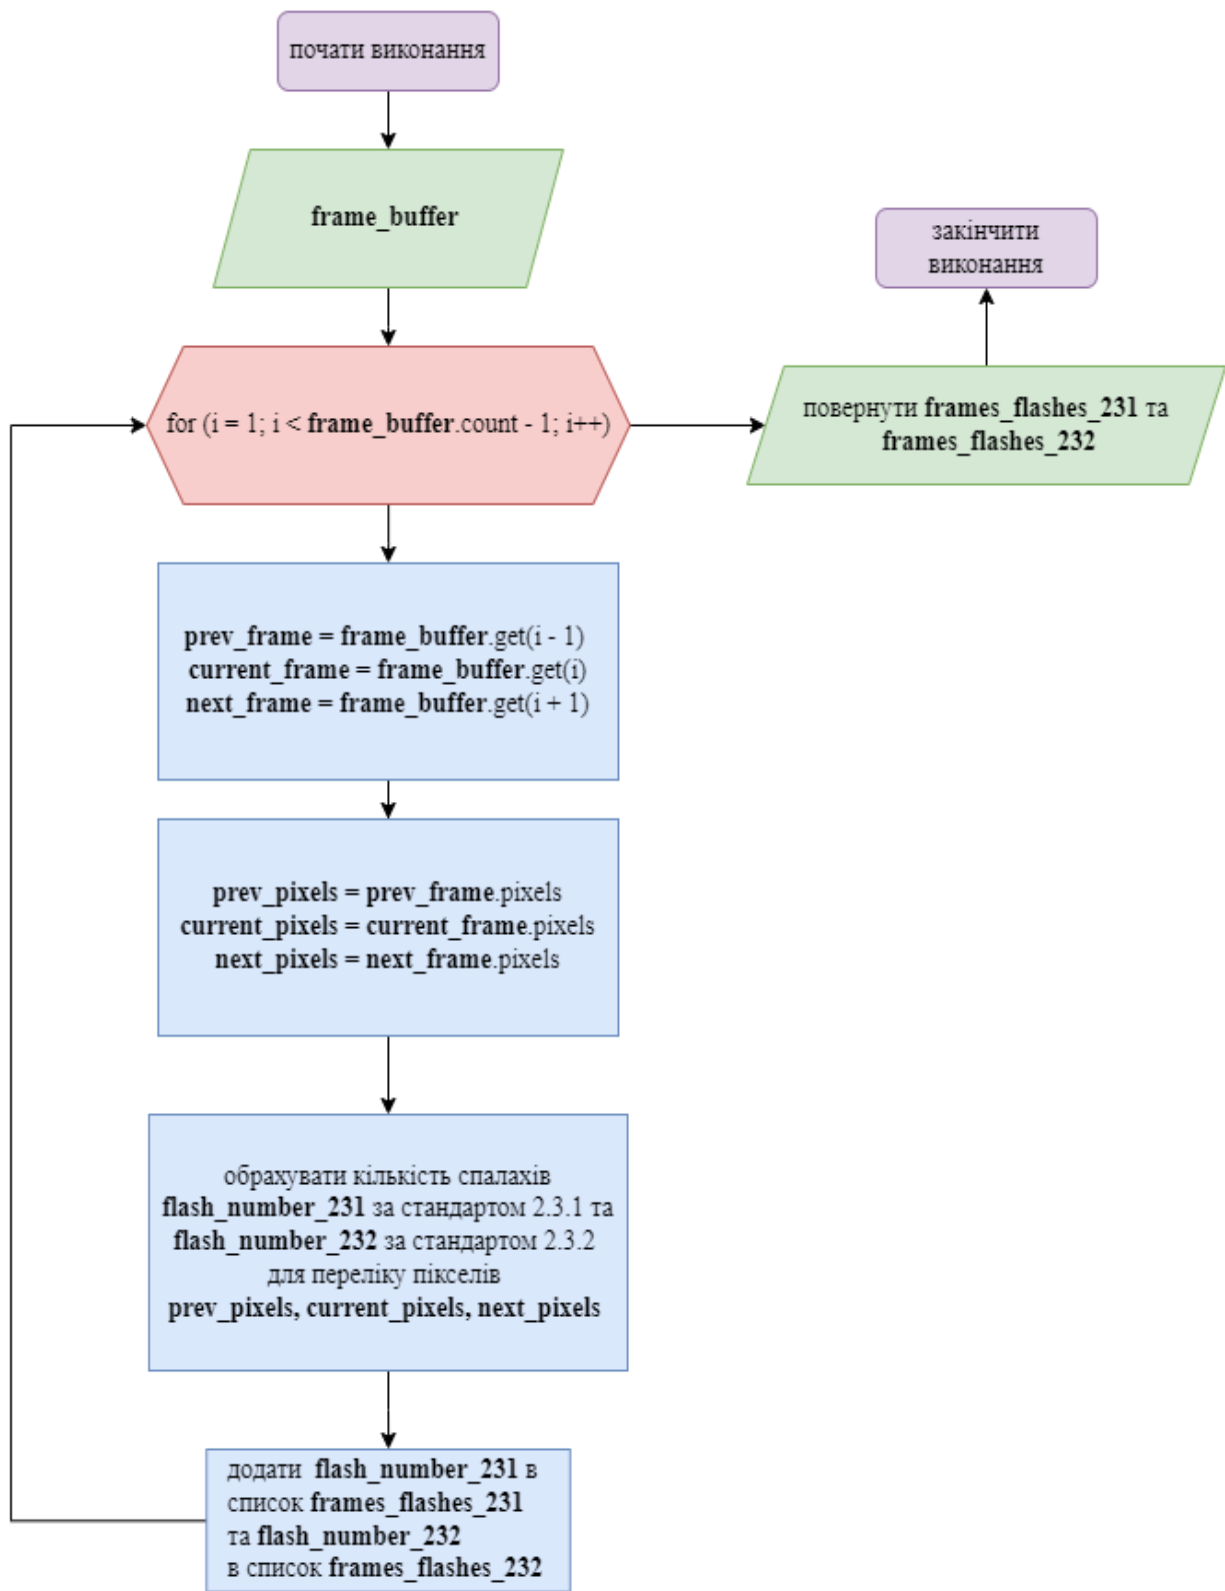 почати виконання
frame_buffer
for (i = 1; i < frame_buffer.count - 1; i++)
закінчити
виконання
повернути frames_flashes_231 та
frames_flashes_232
prev_frame = frame_buffer.get(i - 1)
current_frame = frame_buffer.get(i)
next_frame = frame_buffer.get(i + 1)
prev_pixels = prev_frame.pixels
current_pixels = current_frame.pixels
next_pixels = next_frame.pixels
обрахувати кількість спалахів
flash_number_231 за стандартом 2.3.1 та
flash_number_232 за стандартом 2.3.2
для переліку пікселів
prev_pixels, current_pixels, next_pixels
додати flash_number_231 в
список frames_flashes_231
та flash_number_232
в список frames_flashes_232